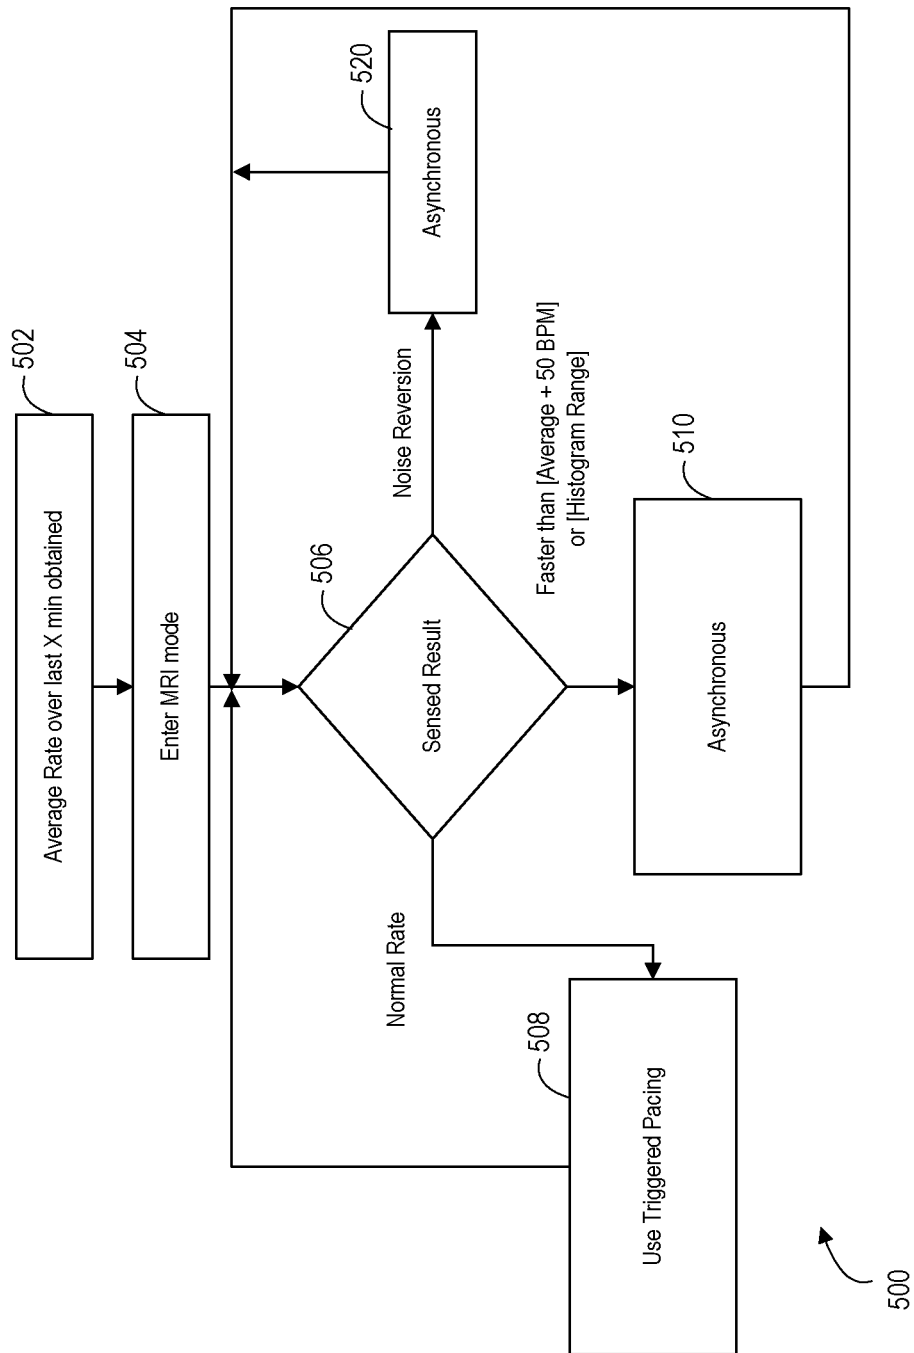 502
Average Rate over last X min obtained
504
Enter MRI mode
506
Sensed Result
Normal Rate
508
Use Triggered Pacing
Faster than [Average + 50 BPM]
or [Histogram Range]
510
Asynchronous
Noise Reversion
520
Asynchronous
500